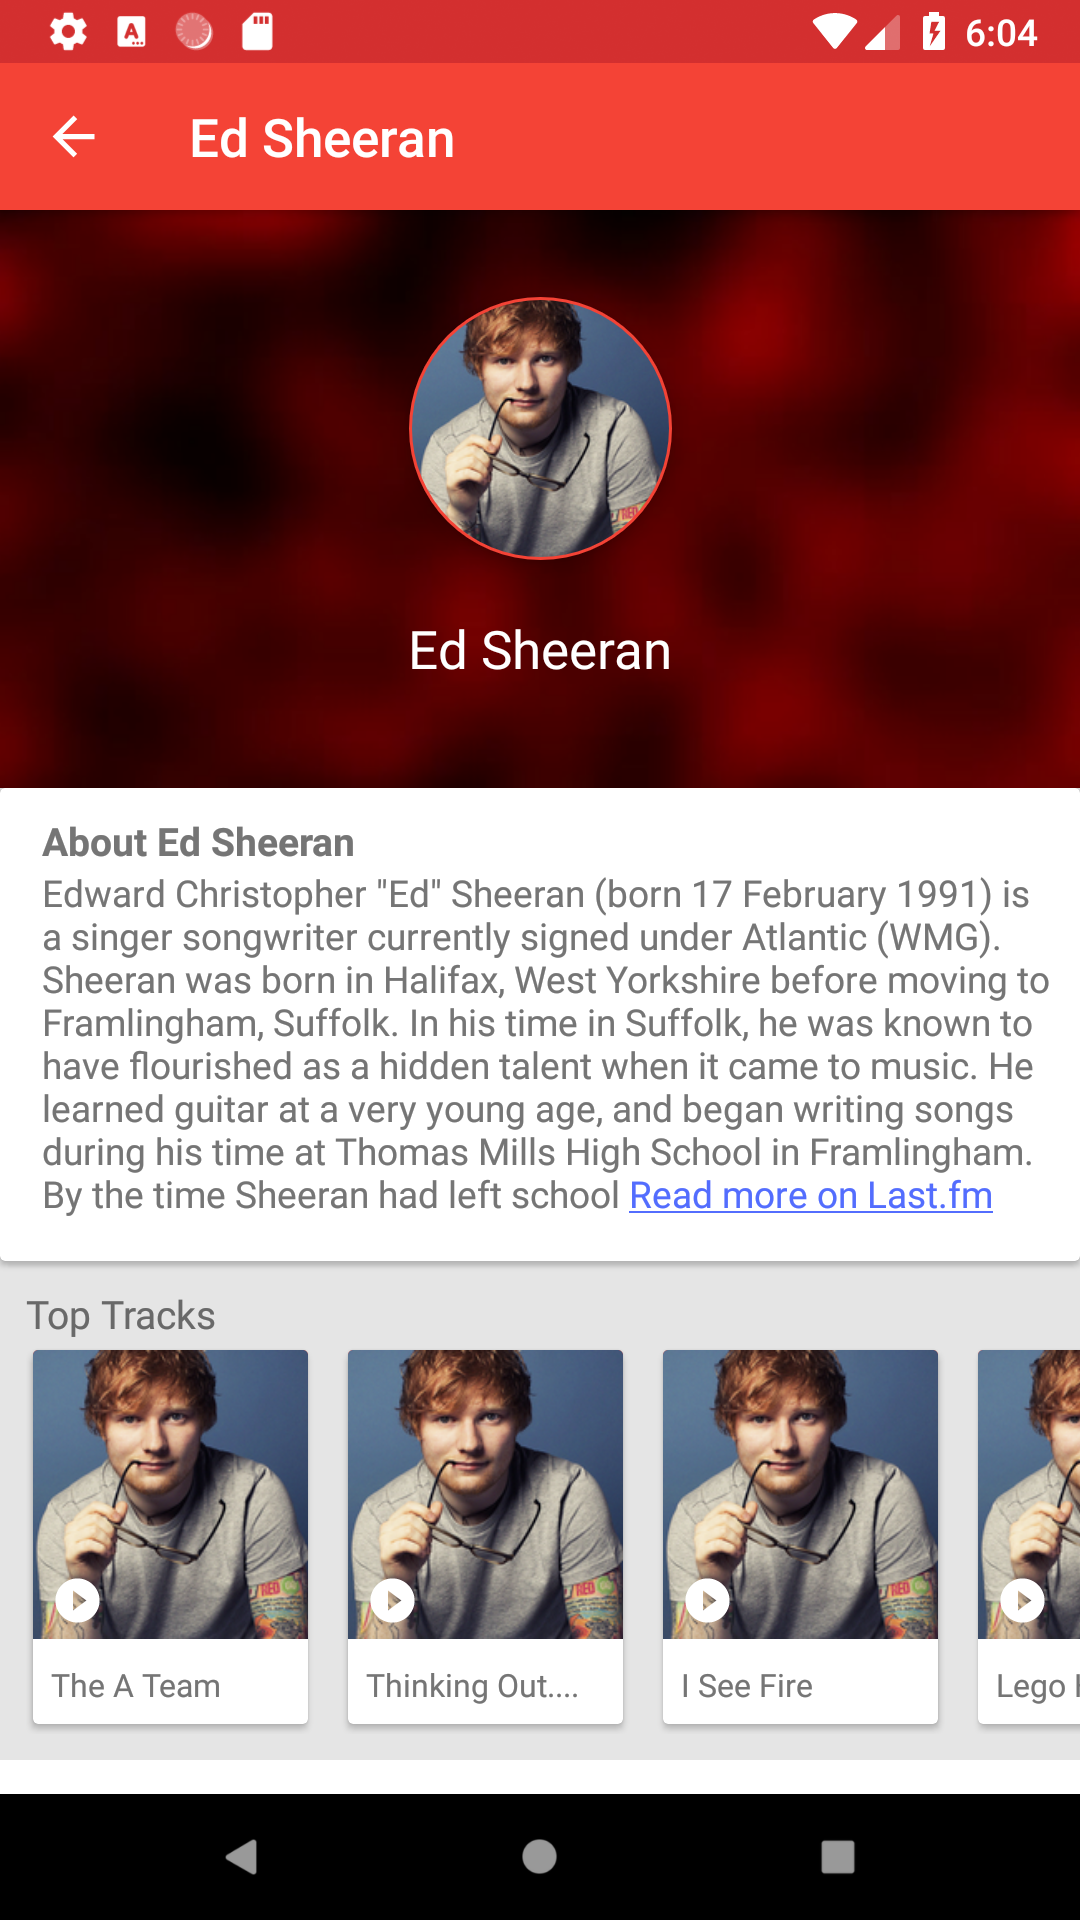 6:04
Ed Sheeran
Ed Sheeran
About Ed Sheeran
Edward Christopher "Ed" Sheeran (born 17 February 1991) is
a singer songwriter currently signed under Atlantic (WMG).
Sheeran was born in Halifax, West Yorkshire before moving to
Framlingham, Suffolk. In his time in Suffolk, he was known to
have flourished as a hidden talent when it came to music. He
learned guitar at a very young age, and began writing songs
during his time at Thomas Mills High School in Framlingham.
By the time Sheeran had left school Read more on Last.fm
Top Tracks
The A Team
Thinking Out....
I See Fire
Lego